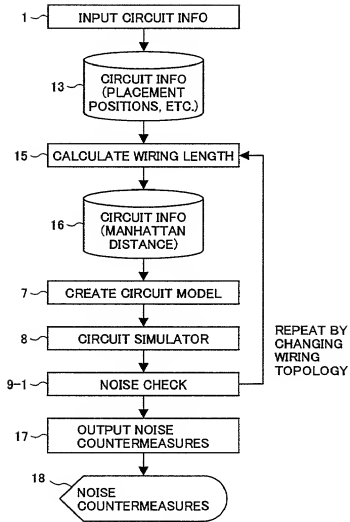 1 INPUT CIRCUIT INFO
13 CIRCUIT INFO
(PLACEMENT
POSITIONS, ETC.)
15 CALCULATE WIRING LENGTH
16 CIRCUIT INFO
(MANHATTAN
DISTANCE)
7 CREATE CIRCUIT MODEL
8 CIRCUIT SIMULATOR
9-1 NOISE CHECK
REPEAT BY
CHANGING
WIRING
TOPOLOGY
17 OUTPUT NOISE
COUNTERMEASURES
18 NOISE
COUNTERMEASURES